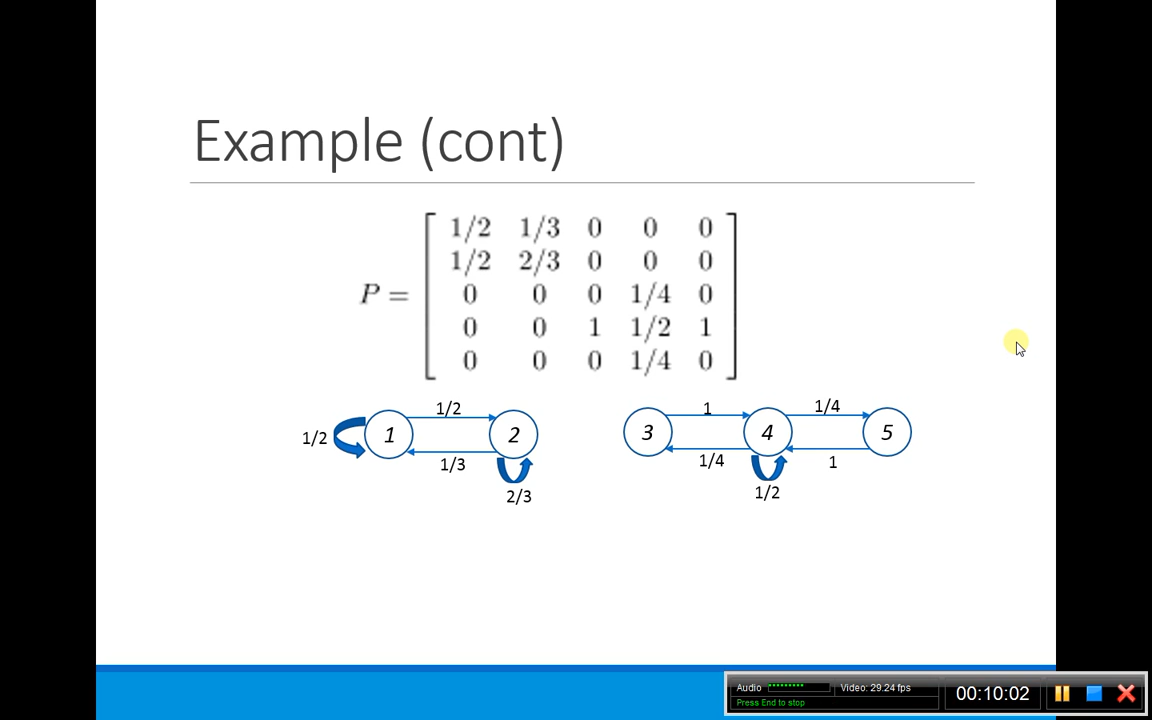 Example (cont)
1/2 1/3 0 0 0
1/2 2/3 0 0 0
P = 0 0 0 1/4 0
0 0 1 1/2 1
0 0 0 1/4 0
1/2 1 1/4
1/2 1 2 3 4 5
1/3 1/4 1
2/3 1/2
Audio Video: 29.24 fps
Press End to stop
00:10:02